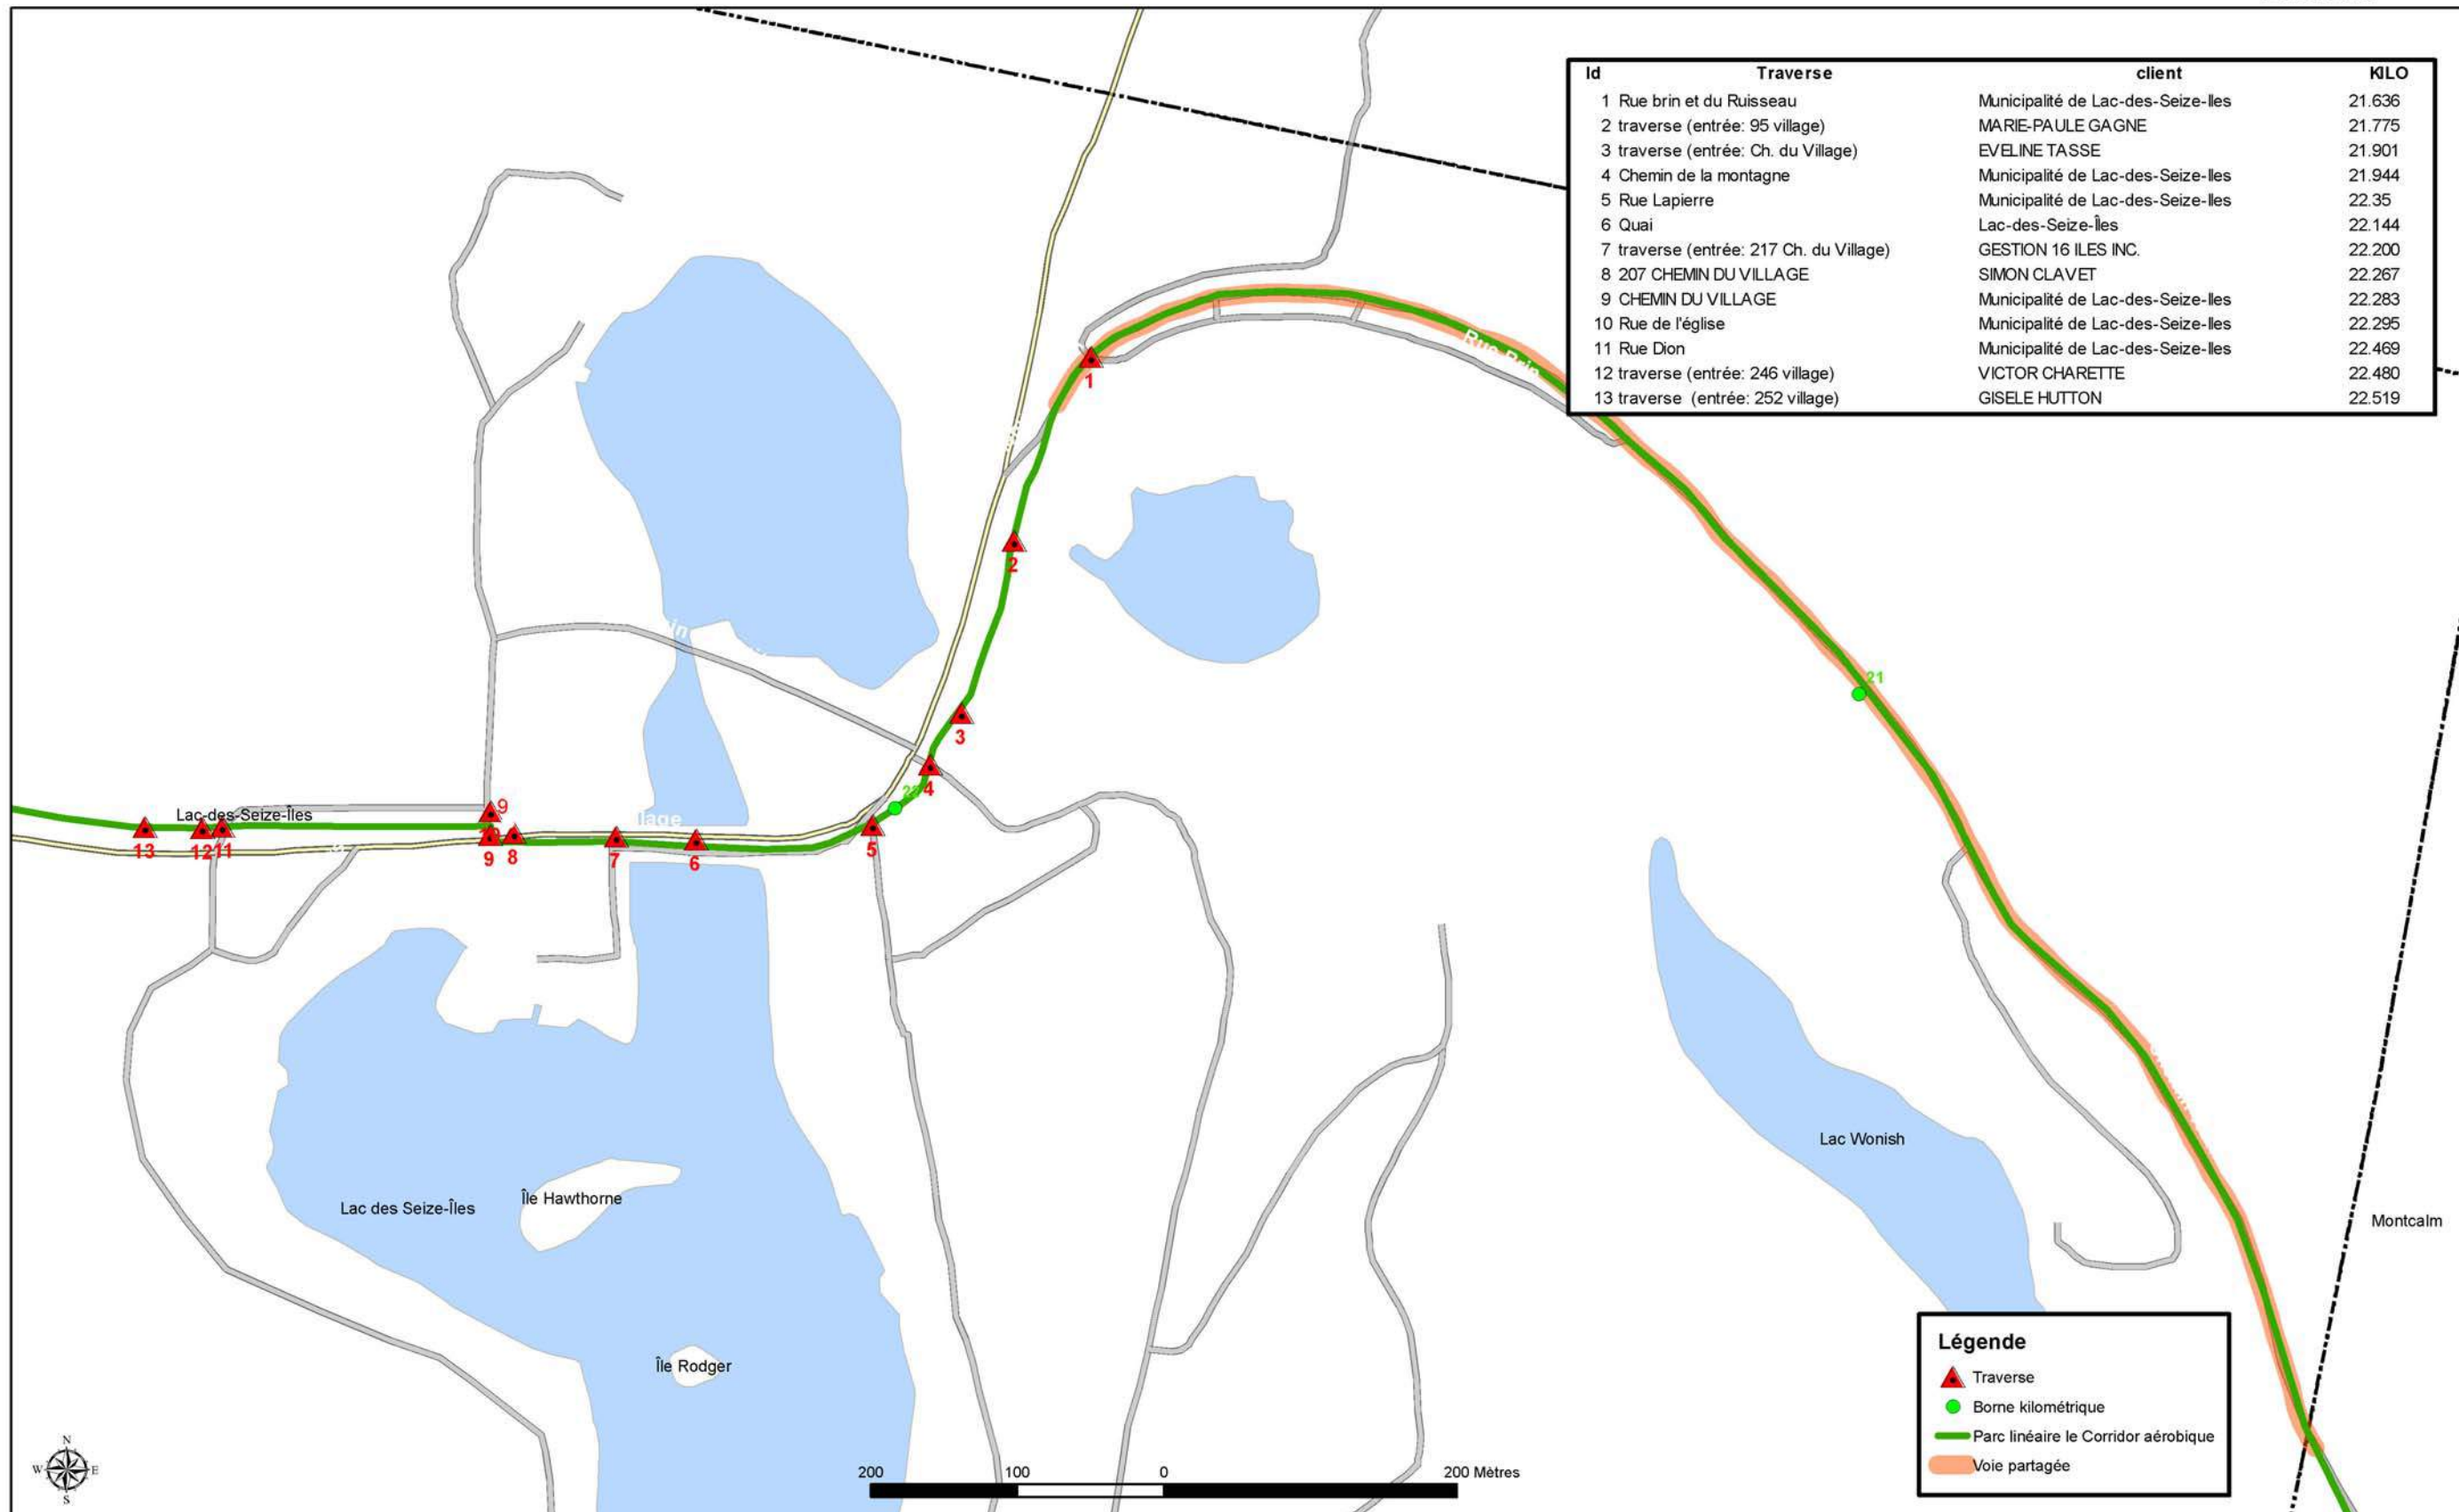 Id Traverse client KILO
1 Rue brin et du Ruisseau Municipalité de Lac-des-Seize-Iles 21.636
2 traverse (entrée: 95 village) MARIE-PAULE GAGNE 21.775
3 traverse (entrée: Ch. du Village) EVELINE TASSE 21.901
4 Chemin de la montagne Municipalité de Lac-des-Seize-Iles 21.944
5 Rue Lapierre Municipalité de Lac-des-Seize-Iles 22.35
6 Quai Lac-des-Seize-Îles 22.144
7 traverse (entrée: 217 Ch. du Village) GESTION 16 ILES INC. 22.200
8 207 CHEMIN DU VILLAGE SIMON CLAVET 22.267
9 CHEMIN DU VILLAGE Municipalité de Lac-des-Seize-Iles 22.283
10 Rue de l'église Municipalité de Lac-des-Seize-Iles 22.295
11 Rue Dion Municipalité de Lac-des-Seize-Iles 22.469
12 traverse (entrée: 246 village) VICTOR CHARETTE 22.480
13 traverse (entrée: 252 village) GISELE HUTTON 22.519
Rue Brin
1
2
21
3
4
9
Lac-des-Seize-Îles
5
13
12
11
9
8
7
6
Lac Wonish
Île Hawthorne
Lac des Seize-Îles
Montcalm
Île Rodger
Légende
Traverse
Borne kilométrique
Parc linéaire le Corridor aérobique
Voie partagée
N
W E
S
200 100 0 200 Mètres